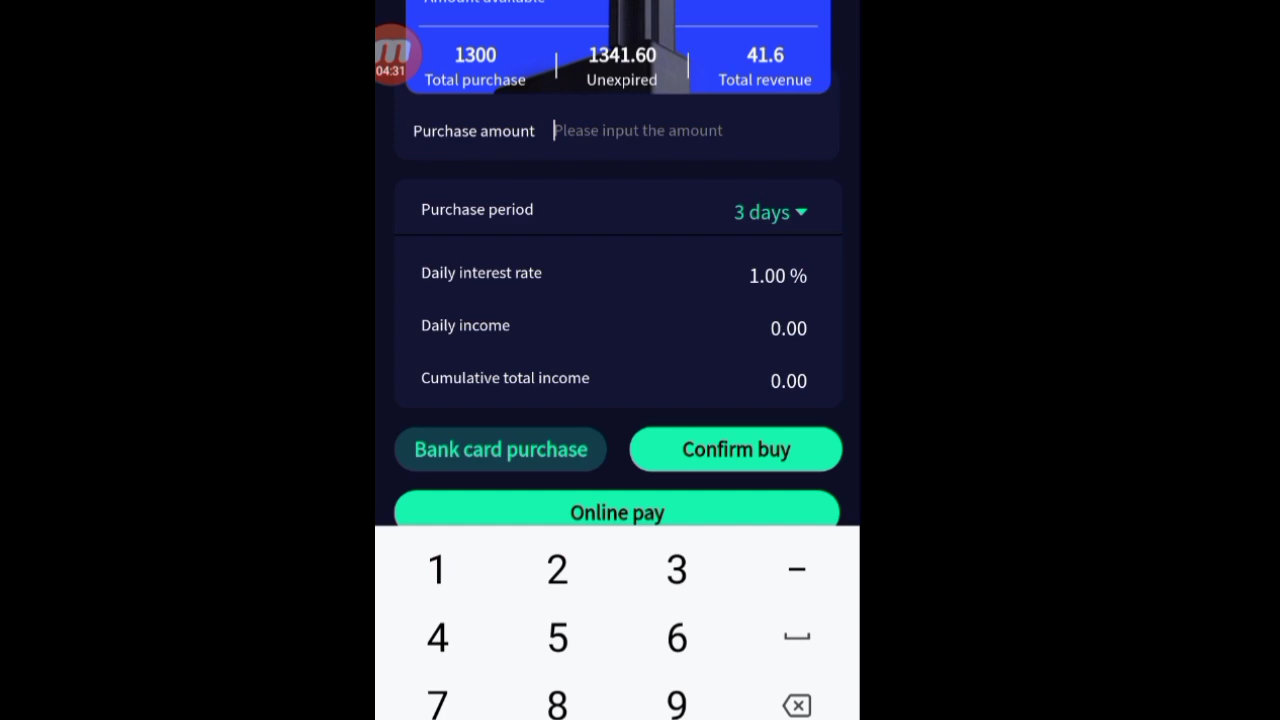 Amount available
1300 1341.60 41.6
Total purchase Unexpired Total revenue
04:31
Purchase amount Please input the amount
Purchase period 3 days
Daily interest rate 1.00 %
Daily income 0.00
Cumulative total income 0.00
Bank card purchase Confirm buy
Online pay
1 2 3 –
4 5 6
7 8 9